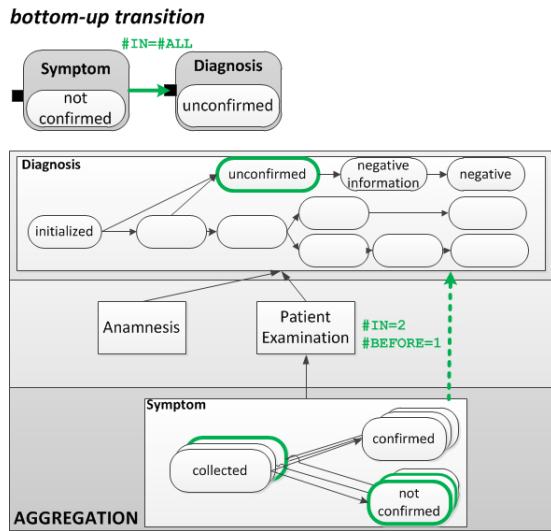 bottom-up transition
#IN=#ALL
Symptom
not
confirmed
Diagnosis
unconfirmed
Diagnosis
unconfirmed
negative
information
negative
initialized
Anamnesis
Patient
Examination
#IN=2
#BEFORE=1
Symptom
collected
confirmed
not
confirmed
AGGREGATION